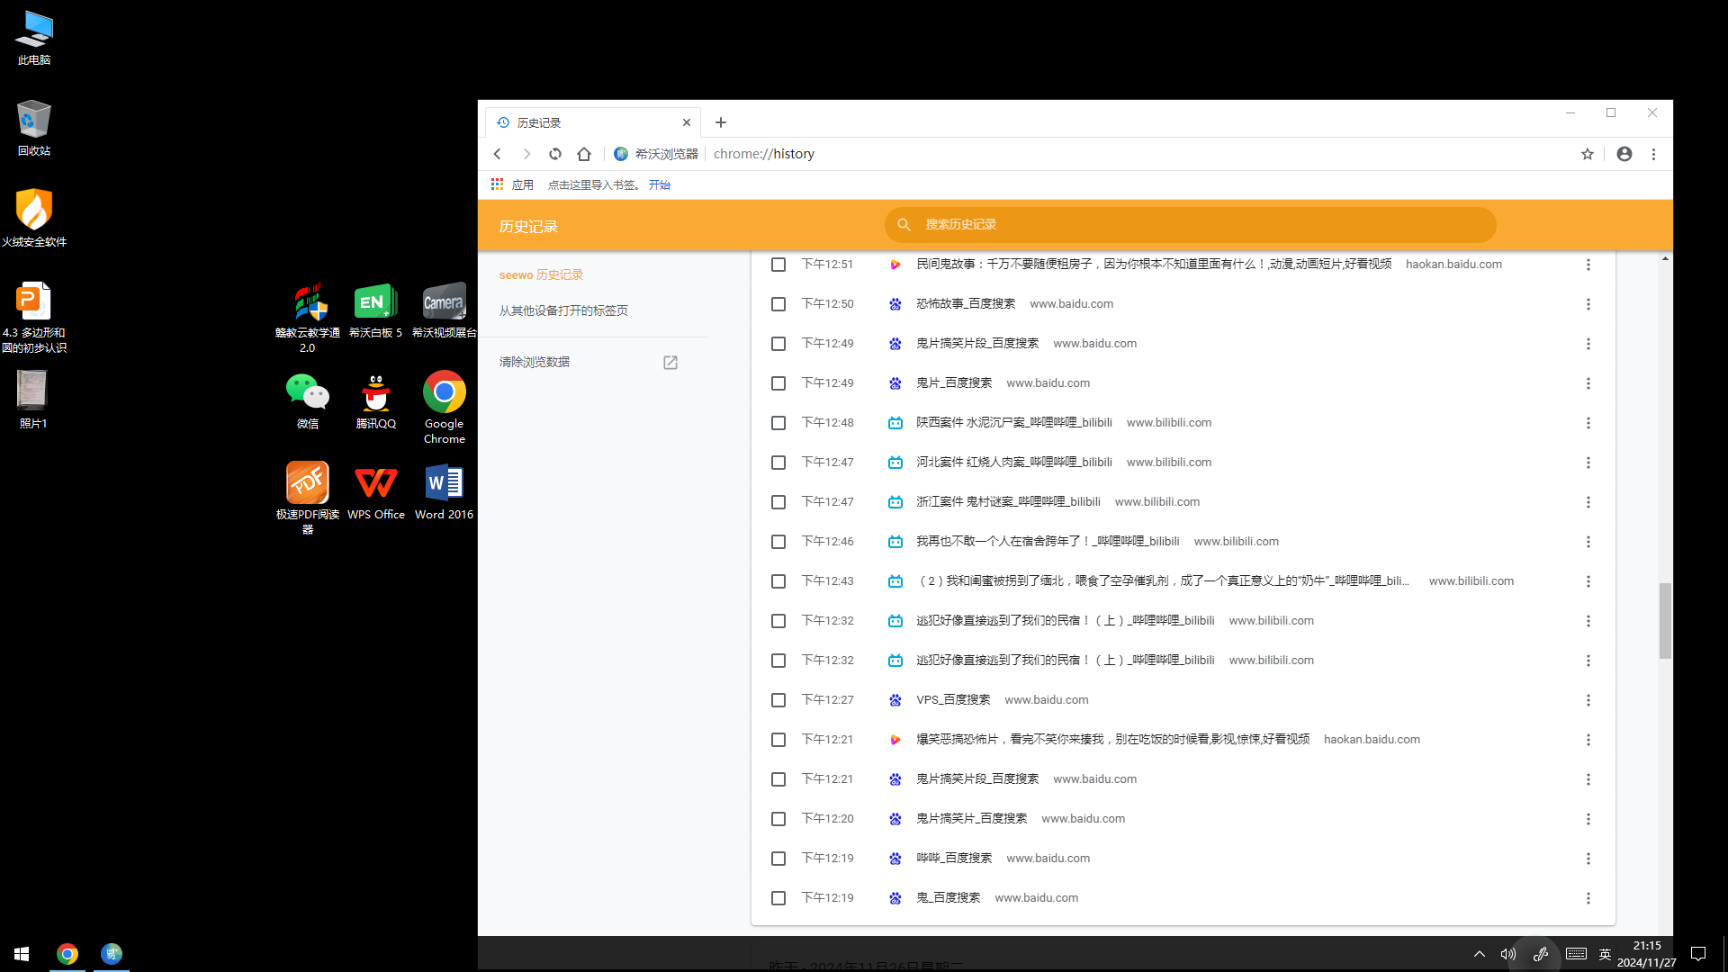 此电脑
回收站
火绒安全软件
4.3 多边形和
圆的初步认识
照片1
赣教云教学通
2.0
希沃白板 5
希沃视频展台
微信
腾讯QQ
Google
Chrome
极速PDF阅读
器
WPS Office
Word 2016
历史记录
希沃浏览器
chrome://history
应用
点击这里导入书签。 开始
历史记录
搜索历史记录
seewo 历史记录
从其他设备打开的标签页
清除浏览数据
下午12:51 民间鬼故事：千万不要随便租房子，因为你根本不知道里面有什么！,动漫,动画短片,好看视频 haokan.baidu.com
下午12:50 恐怖故事_百度搜索 www.baidu.com
下午12:49 鬼片搞笑片段_百度搜索 www.baidu.com
下午12:49 鬼片_百度搜索 www.baidu.com
下午12:48 陕西案件 水泥沉尸案_哔哩哔哩_bilibili www.bilibili.com
下午12:47 河北案件 红烧人肉案_哔哩哔哩_bilibili www.bilibili.com
下午12:47 浙江案件 鬼村谜案_哔哩哔哩_bilibili www.bilibili.com
下午12:46 我再也不敢一个人在宿舍跨年了！_哔哩哔哩_bilibili www.bilibili.com
下午12:43 （2）我和闺蜜被拐到了缅北，喂食了空孕催乳剂，成了一个真正意义上的“奶牛”_哔哩哔哩_bili... www.bilibili.com
下午12:32 逃犯好像直接逃到了我们的民宿！（上）_哔哩哔哩_bilibili www.bilibili.com
下午12:32 逃犯好像直接逃到了我们的民宿！（上）_哔哩哔哩_bilibili www.bilibili.com
下午12:27 VPS_百度搜索 www.baidu.com
下午12:21 爆笑恶搞恐怖片，看完不笑你来揍我，别在吃饭的时候看,影视,惊悚,好看视频 haokan.baidu.com
下午12:21 鬼片搞笑片段_百度搜索 www.baidu.com
下午12:20 鬼片搞笑片_百度搜索 www.baidu.com
下午12:19 哔哔_百度搜索 www.baidu.com
下午12:19 鬼_百度搜索 www.baidu.com
昨天 - 2024年11月26日星期二
英
21:15
2024/11/27